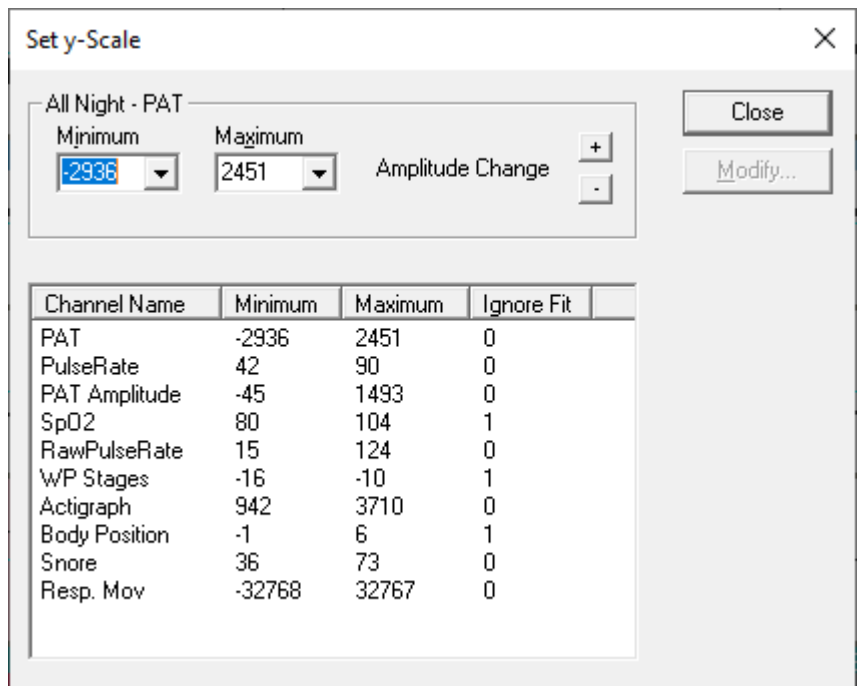 Set y-Scale
All Night - PAT
Minimum Maximum
-2936 2451 Amplitude Change + -
Close
Modify...
Channel Name Minimum Maximum Ignore Fit
PAT -2936 2451 0
PulseRate 42 90 0
PAT Amplitude -45 1493 0
SpO2 80 104 1
RawPulseRate 15 124 0
WP Stages -16 -10 1
Actigraph 942 3710 0
Body Position -1 6 1
Snore 36 73 0
Resp. Mov -32768 32767 0